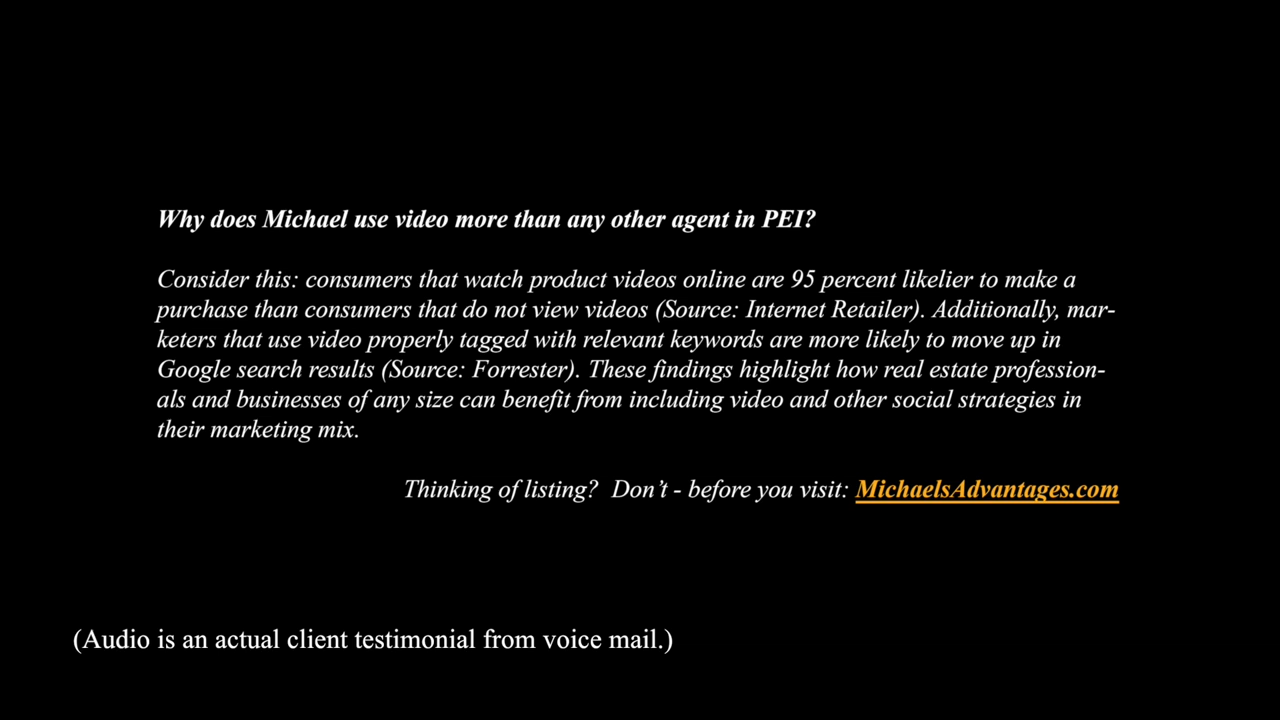 Why does Michael use video more than any other agent in PEI?
Consider this: consumers that watch product videos online are 95 percent likelier to make a
purchase than consumers that do not view videos (Source: Internet Retailer). Additionally, mar-
keters that use video properly tagged with relevant keywords are more likely to move up in
Google search results (Source: Forrester). These findings highlight how real estate profession-
als and businesses of any size can benefit from including video and other social strategies in
their marketing mix.
Thinking of listing?  Don’t - before you visit: MichaelsAdvantages.com
(Audio is an actual client testimonial from voice mail.)